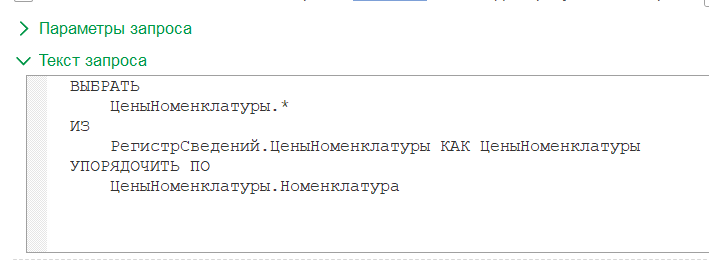 Параметры запроса
Текст запроса
ВЫБРАТЬ
ЦеныНоменклатуры.*
ИЗ
РегистрСведений.ЦеныНоменклатуры КАК ЦеныНоменклатуры
УПОРЯДОЧИТЬ ПО
ЦеныНоменклатуры.Номенклатура